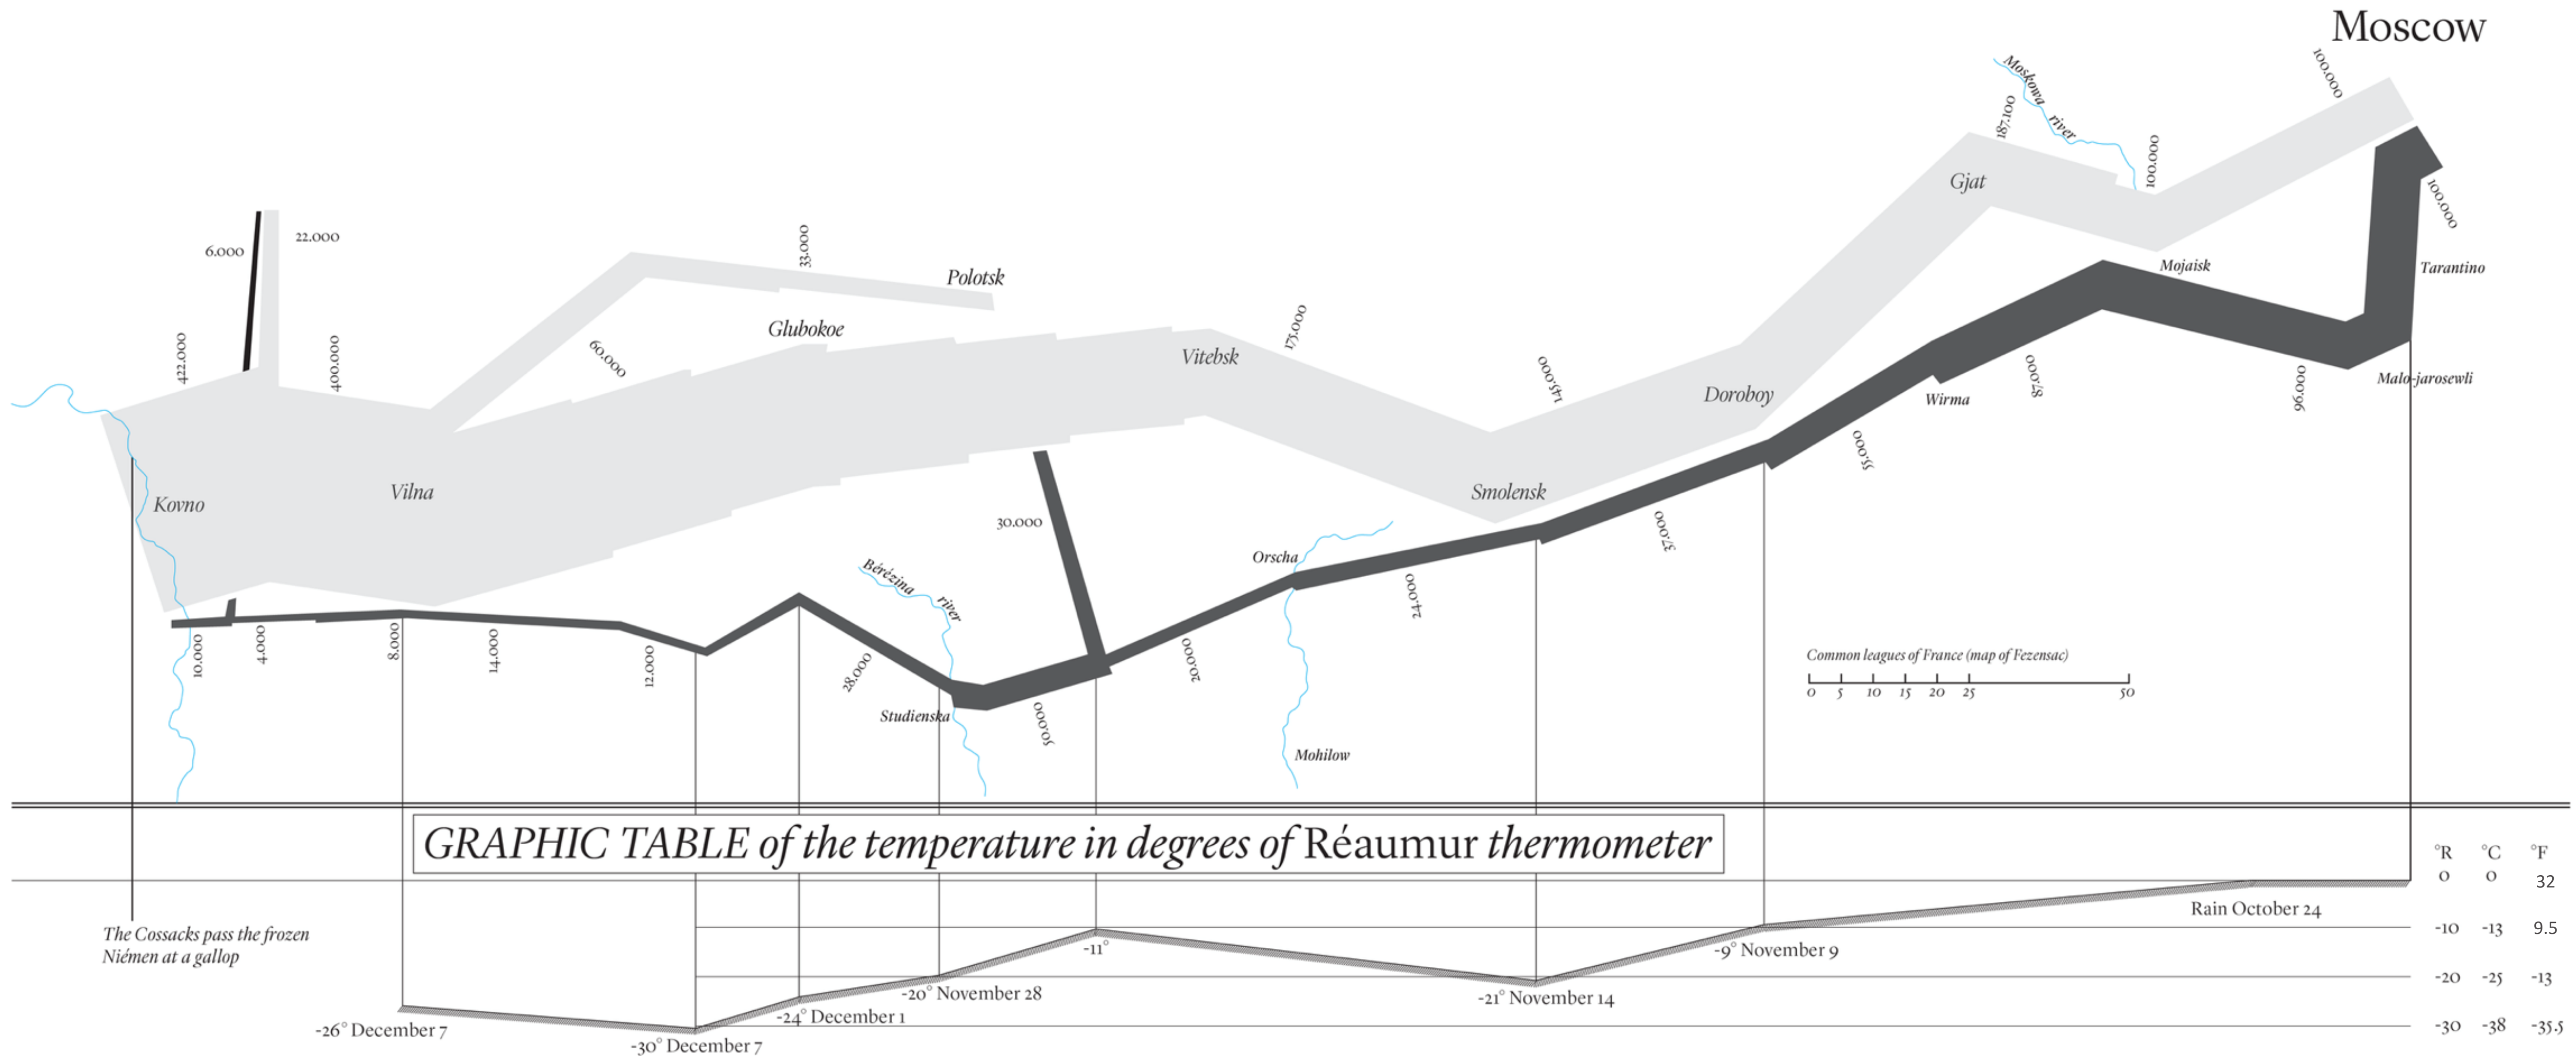 Moscow
100.000
Moskowa
river
187.100
100.000
Gjat
100.000
22.000
6.000
33.000
Polotsk
Mojaisk
Tarantino
Glubokoe
175.000
422.000
400.000
60.000
Vitebsk
145.000
Doroboy
Wirma
87.000
96.000
Malo-jarosewli
Kovno
Vilna
Smolensk
55.000
30.000
37.000
Orscha
Bérézina
river
24.000
10.000
4.000
8.000
14.000
12.000
28.000
20.000
Studienska
50.000
Mohilow
Common leagues of France (map of Fezensac)
0 5 10 15 20 25 50
GRAPHIC TABLE of the temperature in degrees of Réaumur thermometer
°R °C °F
0 0 32
Rain October 24
-10 -13 9.5
The Cossacks pass the frozen
Niémen at a gallop
-11°
-9° November 9
-20 -25 -13
-20° November 28
-21° November 14
-24° December 1
-26° December 7
-30 -38 -35.5
-30° December 7